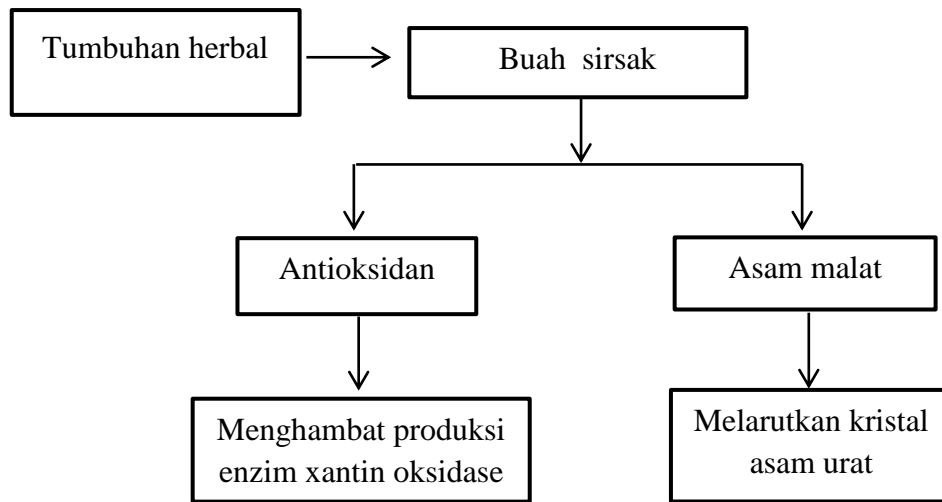 Tumbuhan herbal
Buah sirsak
Antioksidan
Asam malat
Menghambat produksi
enzim xantin oksidase
Melarutkan kristal
asam urat